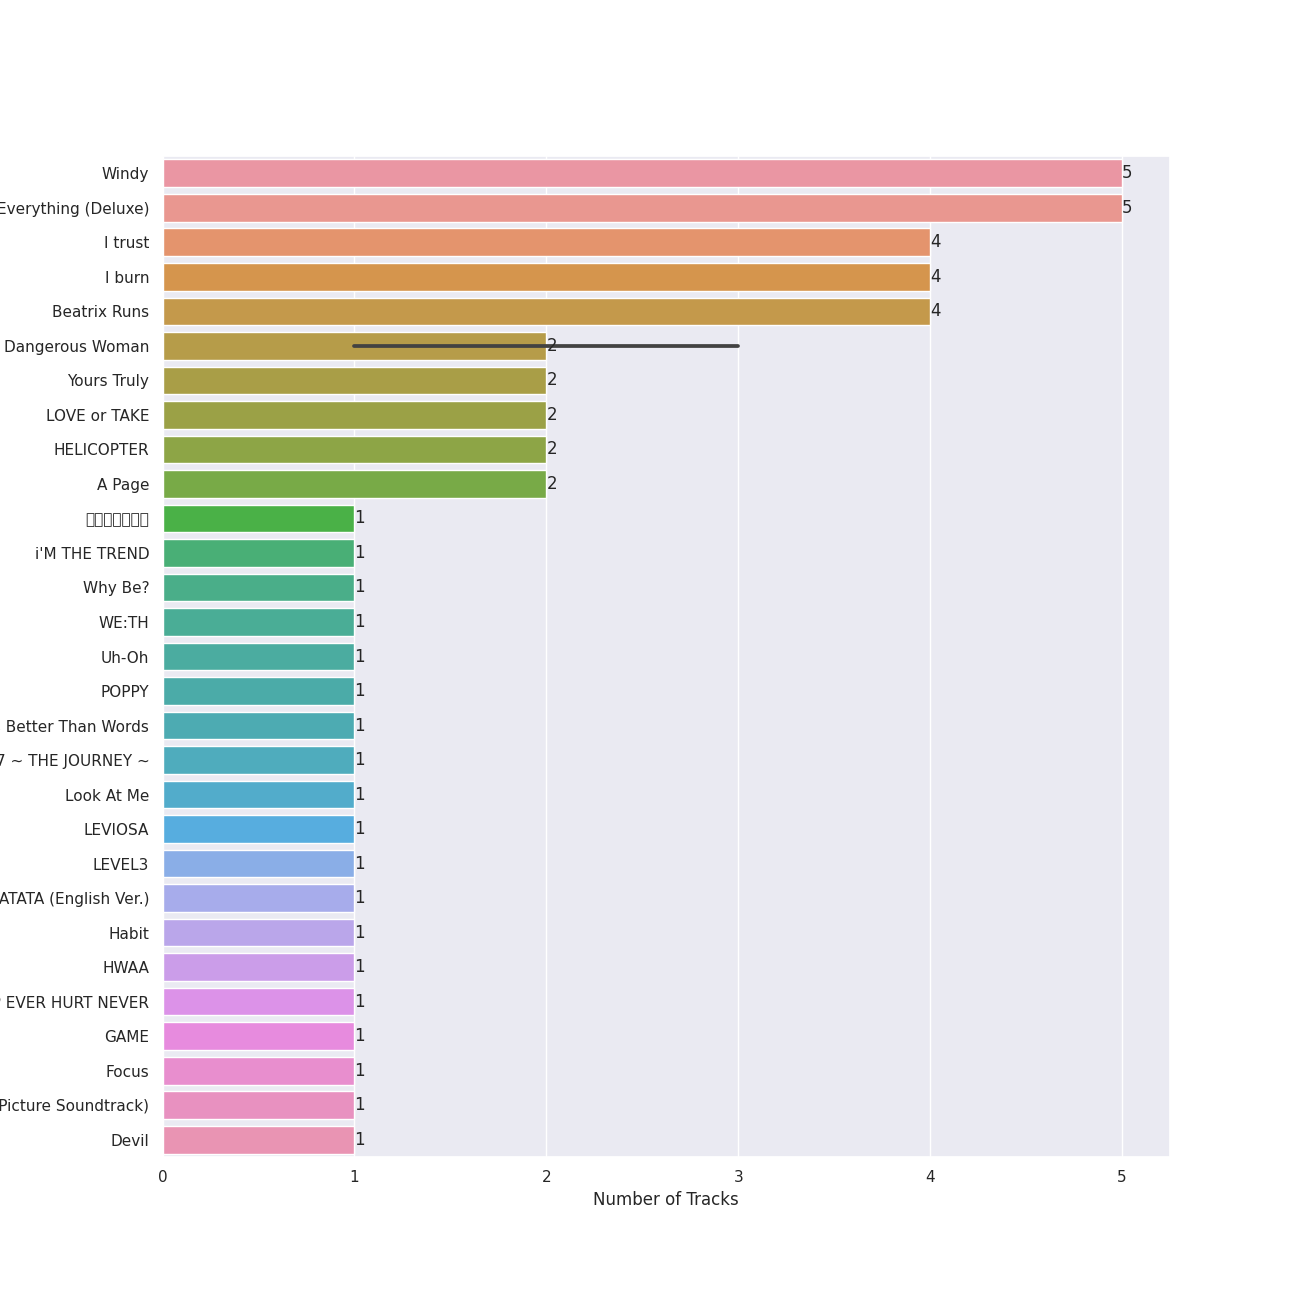 Windy 5
Everything (Deluxe) 5
I trust 4
I burn 4
Beatrix Runs 4
Dangerous Woman 2
Yours Truly 2
LOVE or TAKE 2
HELICOPTER 2
A Page 2
1
i'M THE TREND 1
Why Be? 1
WE:TH 1
Uh-Oh 1
POPPY 1
Better Than Words 1
7 ~ THE JOURNEY ~ 1
Look At Me 1
LEVIOSA 1
LEVEL3 1
ATATA (English Ver.) 1
Habit 1
HWAA 1
EVER HURT NEVER 1
GAME 1
Focus 1
Picture Soundtrack) 1
Devil 1
0 1 2 3 4 5
Number of Tracks